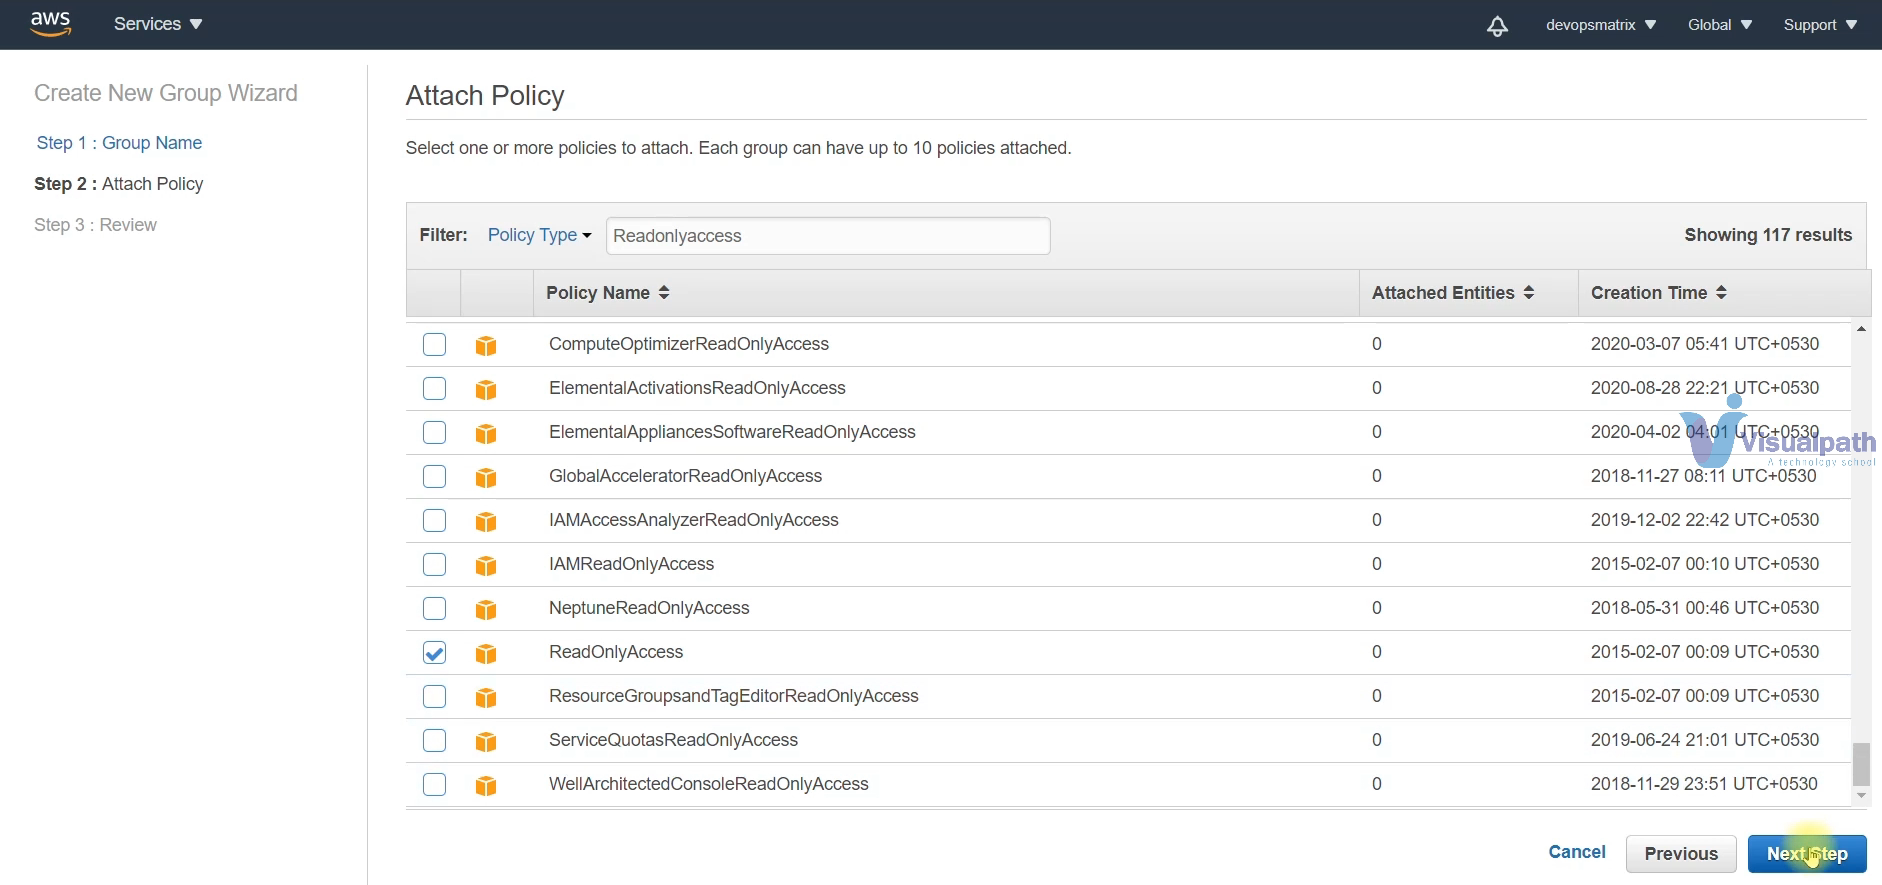 aws Services devopsmatrix Global Support
Create New Group Wizard
Step 1 : Group Name
Step 2 : Attach Policy
Step 3 : Review
Attach Policy
Select one or more policies to attach. Each group can have up to 10 policies attached.
Filter: Policy Type Readonlyaccess Showing 117 results
Policy Name Attached Entities Creation Time
ComputeOptimizerReadOnlyAccess 0 2020-03-07 05:41 UTC+0530
ElementalActivationsReadOnlyAccess 0 2020-08-28 22:21 UTC+0530
ElementalAppliancesSoftwareReadOnlyAccess 0 2020-04-02 04:01 UTC+0530
Visualpath
A technology school
GlobalAcceleratorReadOnlyAccess 0 2018-11-27 08:11 UTC+0530
IAMAccessAnalyzerReadOnlyAccess 0 2019-12-02 22:42 UTC+0530
IAMReadOnlyAccess 0 2015-02-07 00:10 UTC+0530
NeptuneReadOnlyAccess 0 2018-05-31 00:46 UTC+0530
ReadOnlyAccess 0 2015-02-07 00:09 UTC+0530
ResourceGroupsandTagEditorReadOnlyAccess 0 2015-02-07 00:09 UTC+0530
ServiceQuotasReadOnlyAccess 0 2019-06-24 21:01 UTC+0530
WellArchitectedConsoleReadOnlyAccess 0 2018-11-29 23:51 UTC+0530
Cancel Previous Next Step